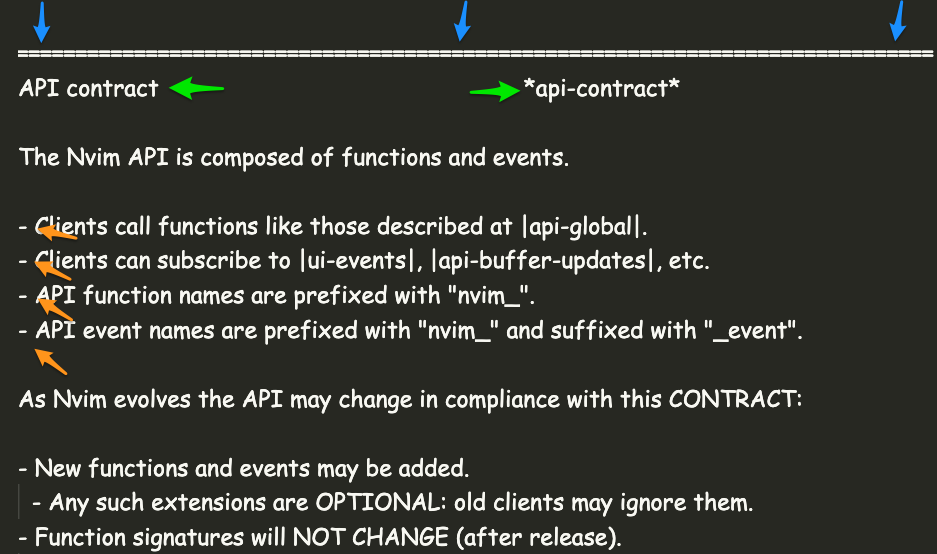 ==============================================================================
API contract *api-contract*
The Nvim API is composed of functions and events.
- Clients call functions like those described at |api-global|.
- Clients can subscribe to |ui-events|, |api-buffer-updates|, etc.
- API function names are prefixed with "nvim_".
- API event names are prefixed with "nvim_" and suffixed with "_event".
As Nvim evolves the API may change in compliance with this CONTRACT:
- New functions and events may be added.
- Any such extensions are OPTIONAL: old clients may ignore them.
- Function signatures will NOT CHANGE (after release).